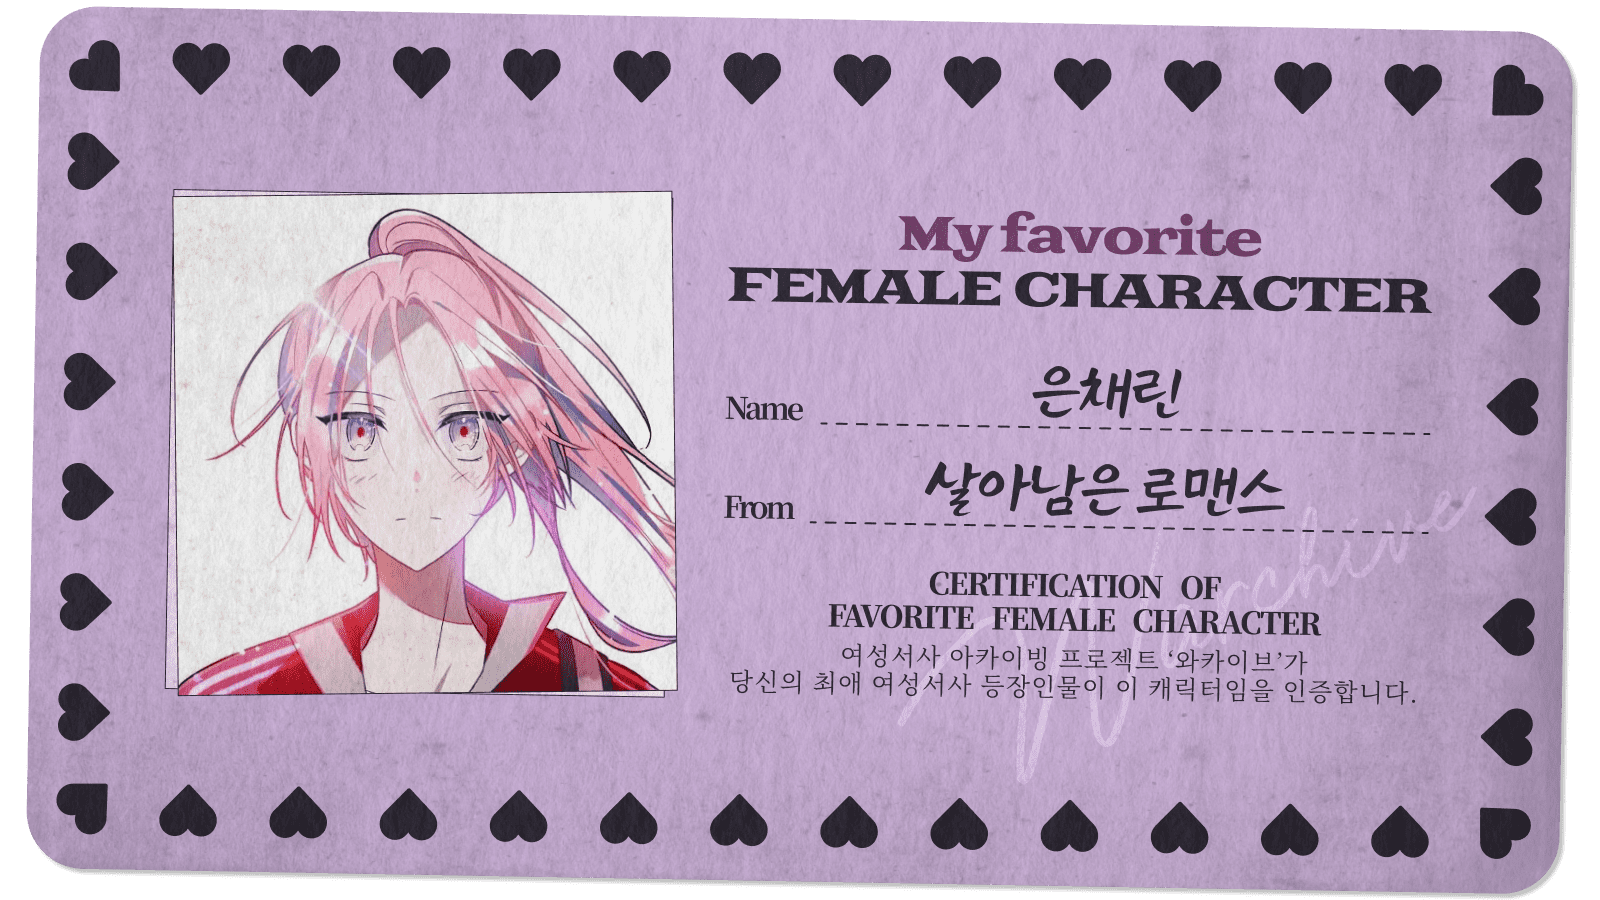 My favorite
FEMALE CHARACTER
Name 은채린
From 살아남은 로맨스
CERTIFICATION OF
FAVORITE FEMALE CHARACTER
여성서사 아카이빙 프로젝트 ‘와카이브’가
당신의 최애 여성서사 등장인물이 이 캐릭터임을 인증합니다.
Warchive